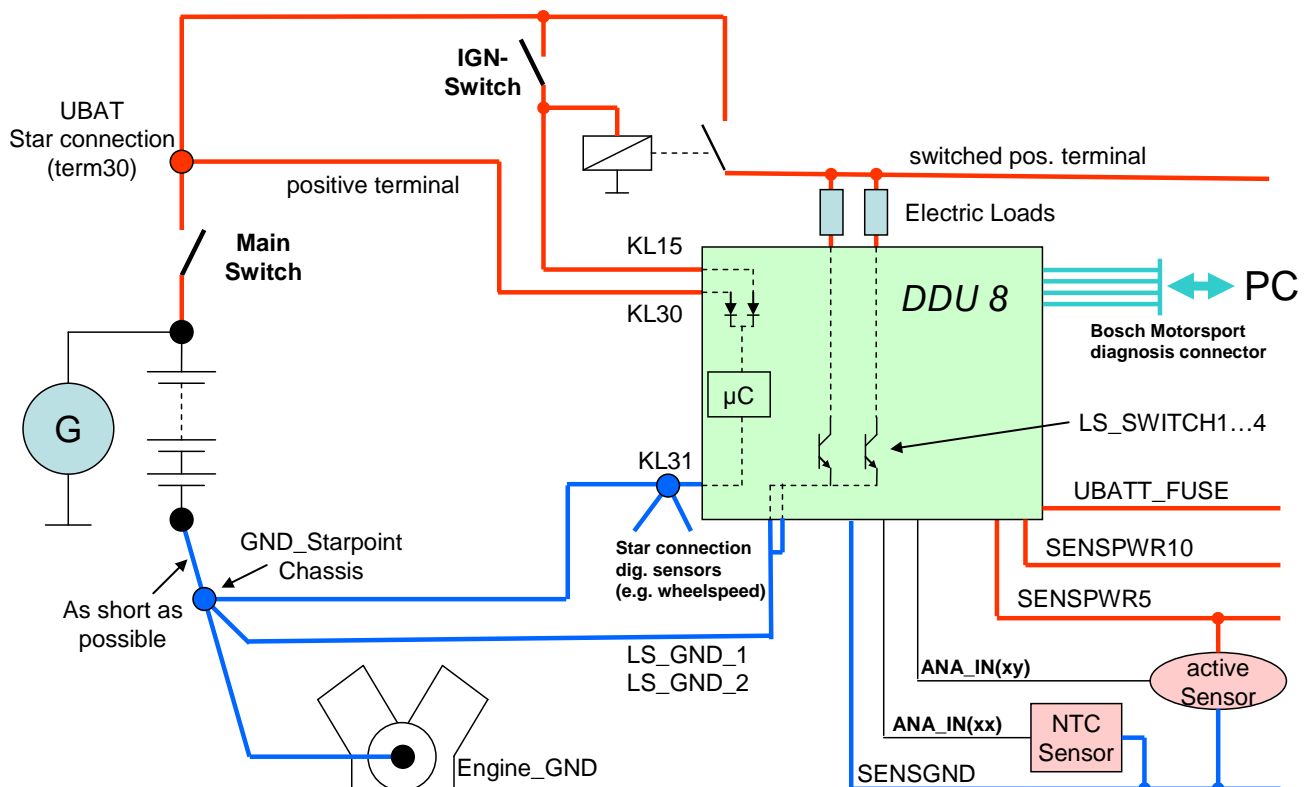 IGN-
Switch
UBAT
Star connection
(term30)
positive terminal
switched pos. terminal
Electric Loads
Main
Switch
KL15
KL30
DDU 8
PC
Bosch Motorsport
diagnosis connector
µC
G
LS_SWITCH1…4
KL31
UBATT_FUSE
GND_Starpoint
Chassis
Star connection
dig. sensors
(e.g. wheelspeed)
SENSPWR10
As short as
possible
SENSPWR5
LS_GND_1
LS_GND_2
ANA_IN(xy)
active
Sensor
ANA_IN(xx)
NTC
Sensor
Engine_GND
SENSGND